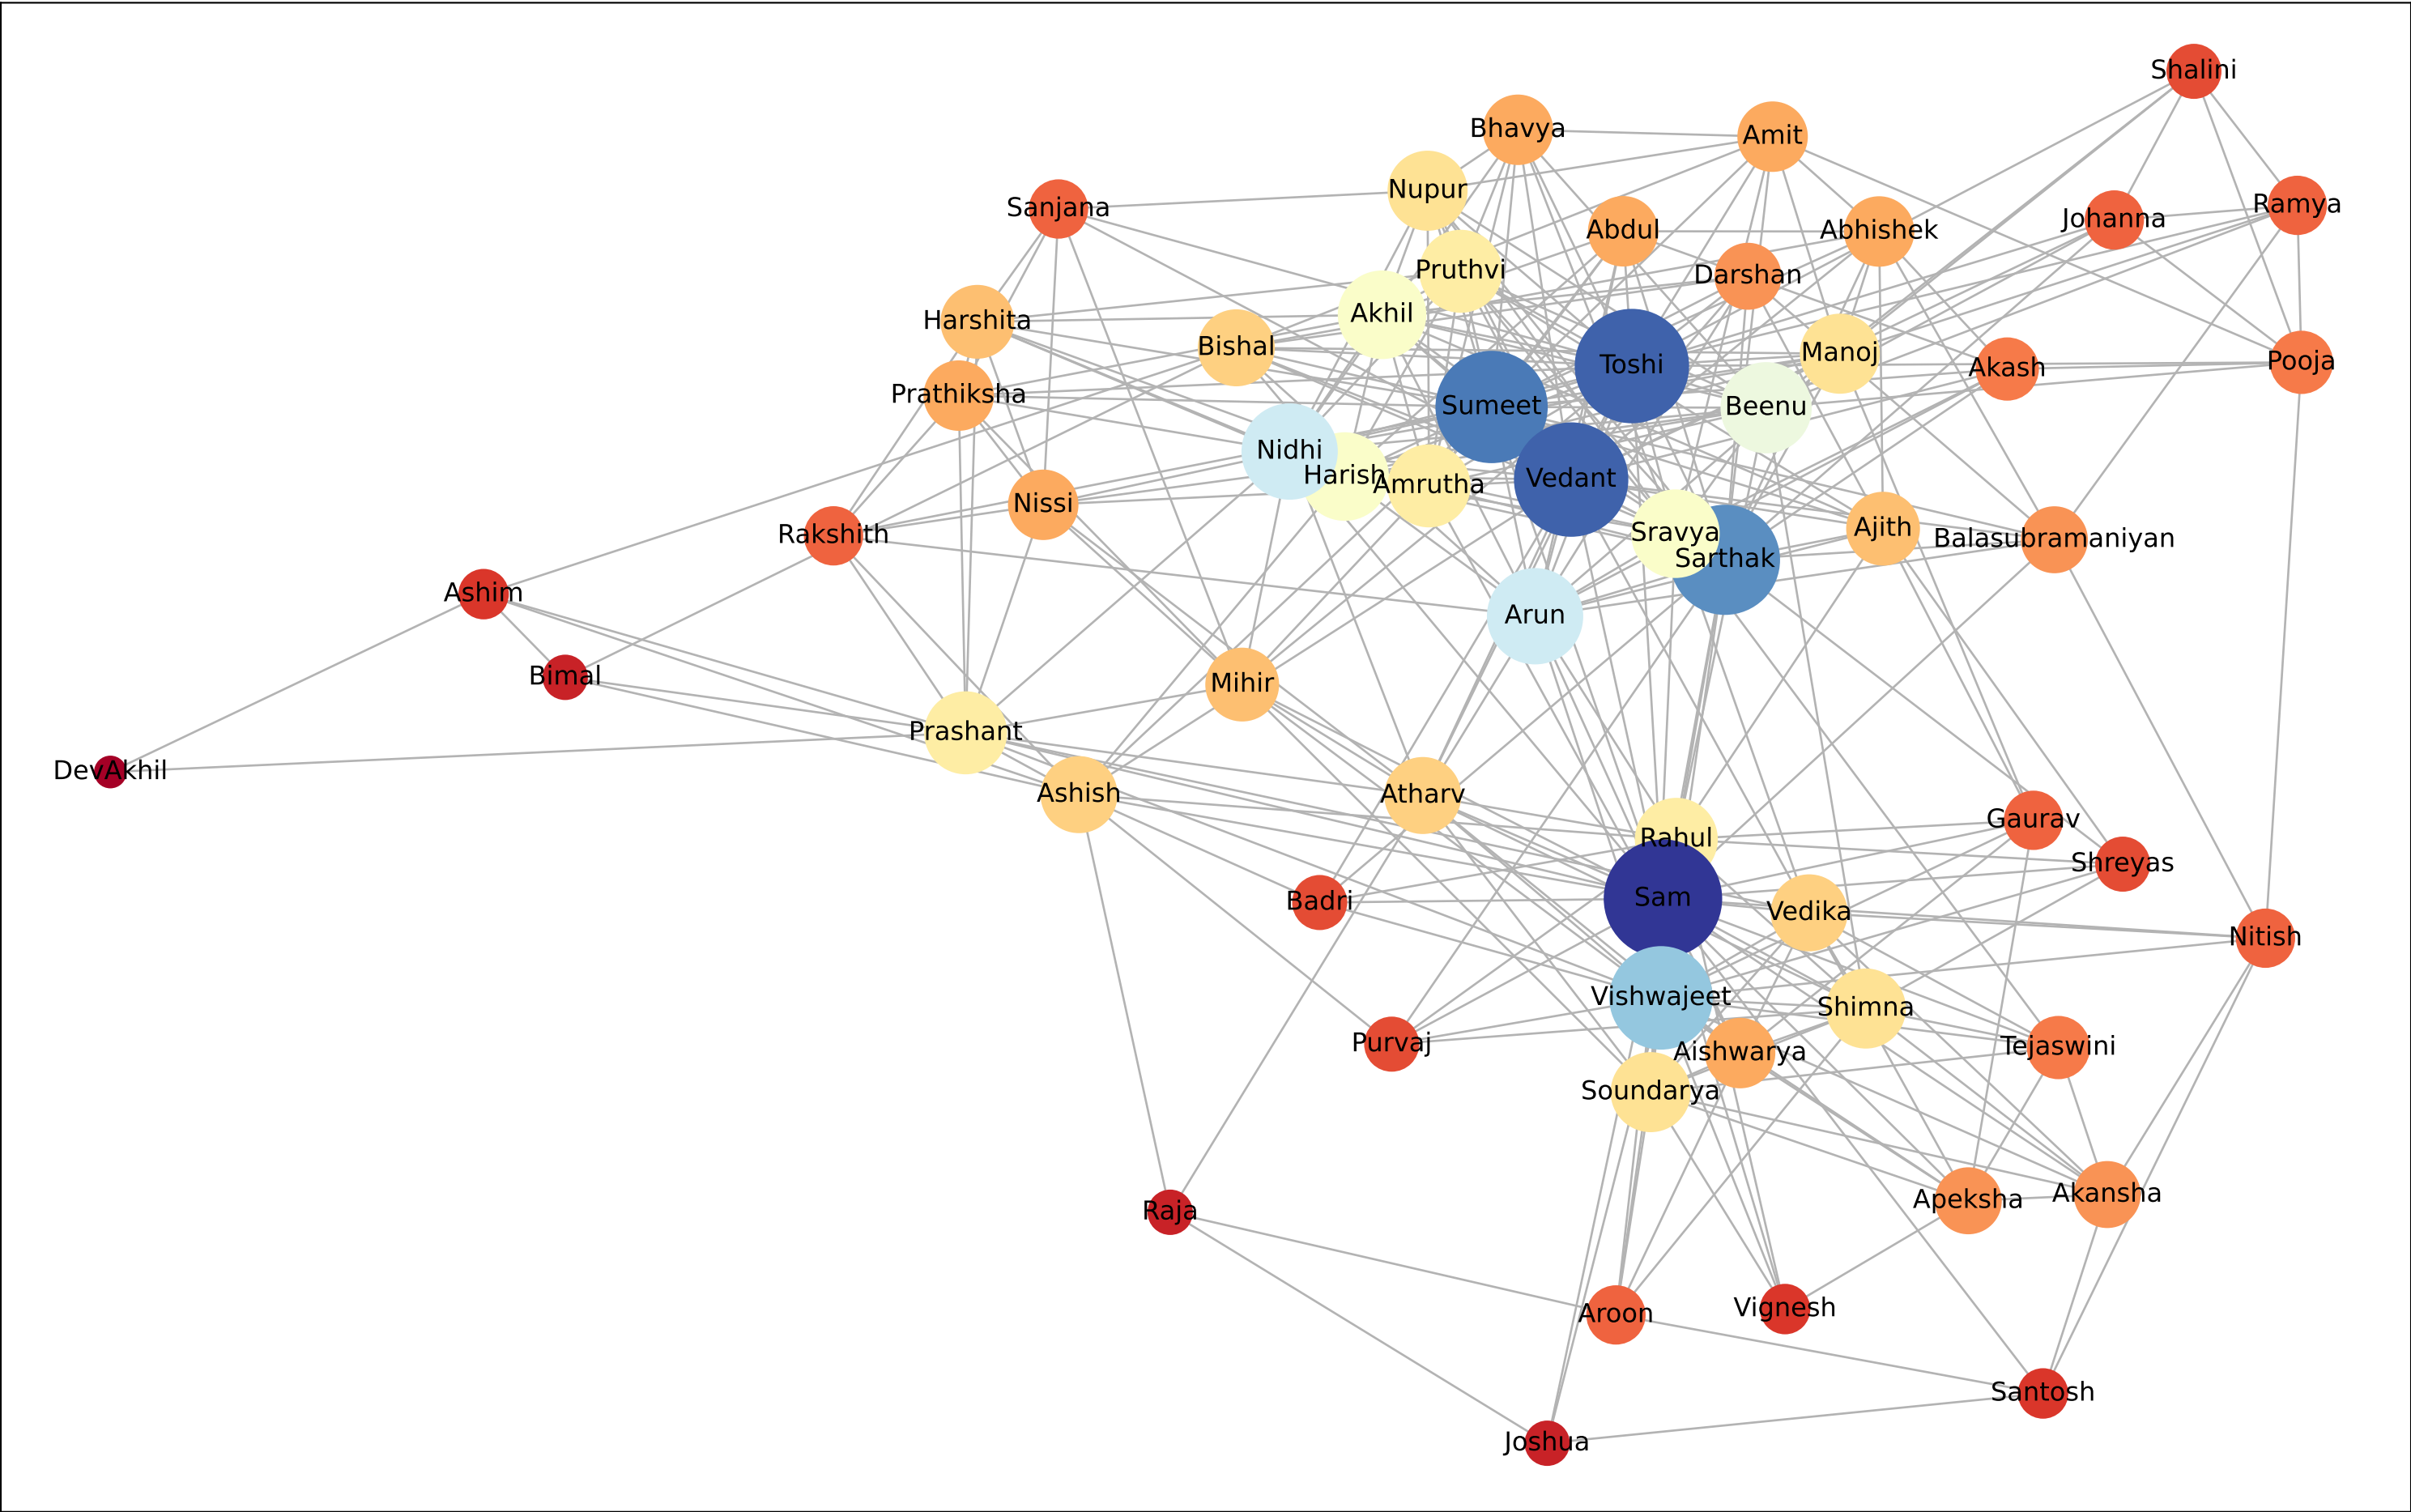 Shalini
Bhavya
Amit
Nupur
Sanjana
Ramya
Johanna
Abdul
Abhishek
Pruthvi
Darshan
Akhil
Harshita
Bishal
Manoj
Toshi
Pooja
Akash
Prathiksha
Sumeet
Beenu
Nidhi
Harish
Vedant
Amrutha
Nissi
Ajith
Sravya
Rakshith
Balasubramaniyan
Sarthak
Ashim
Arun
Bimal
Mihir
Prashant
DevAkhil
Ashish
Atharv
Gaurav
Rahul
Shreyas
Sam
Badri
Vedika
Nitish
Vishwajeet
Shimna
Purvaj
Tejaswini
Aishwarya
Soundarya
Akansha
Apeksha
Raja
Vignesh
Aroon
Santosh
Joshua